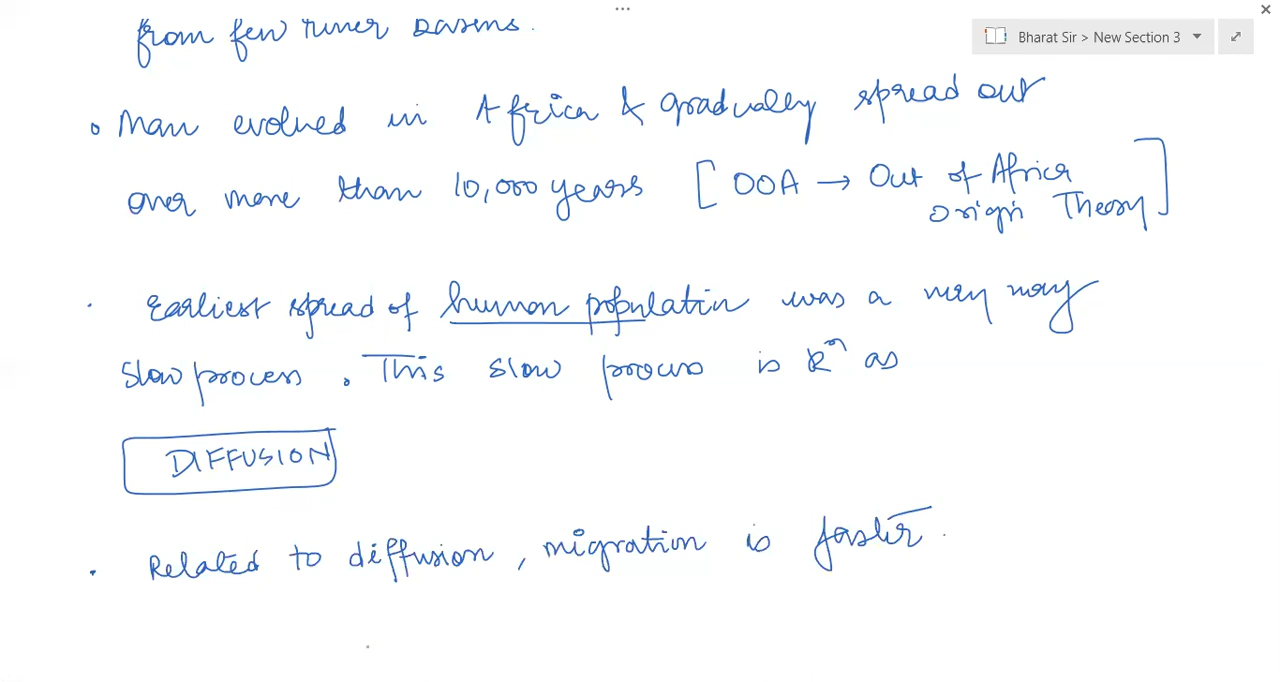 ...
from few river basins.
Bharat Sir > New Section 3
• Man evolved in Africa & gradually spread out
over more than 10,000 years [OOA → Out of Africa
Origin Theory]
• Earliest spread of human population was a very very
slow process. This slow process is kⁿ as
DIFFUSION
• Related to diffusion, migration is faster.